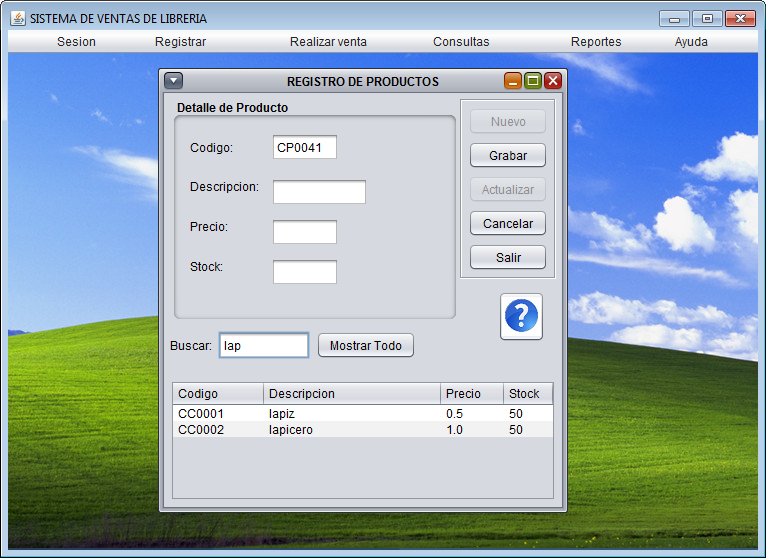 SISTEMA DE VENTAS DE LIBRERIA
Sesion Registrar Realizar venta Consultas Reportes Ayuda
REGISTRO DE PRODUCTOS
Detalle de Producto
Codigo: CP0041
Descripcion:
Precio:
Stock:
Nuevo
Grabar
Actualizar
Cancelar
Salir
?
Buscar: lap Mostrar Todo
Codigo Descripcion Precio Stock
CC0001 lapiz 0.5 50
CC0002 lapicero 1.0 50